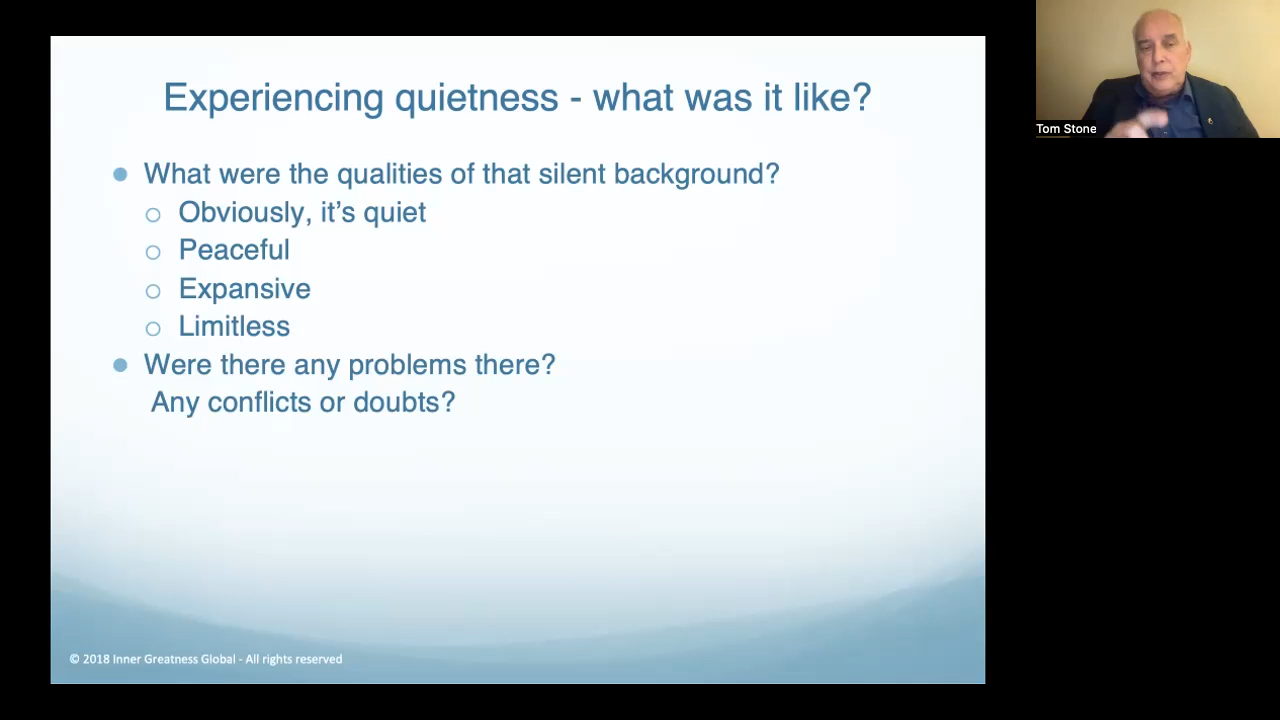 Experiencing quietness - what was it like?
What were the qualities of that silent background?
Obviously, it’s quiet
Peaceful
Expansive
Limitless
Were there any problems there?
Any conflicts or doubts?
© 2018 Inner Greatness Global - All rights reserved
Tom Stone